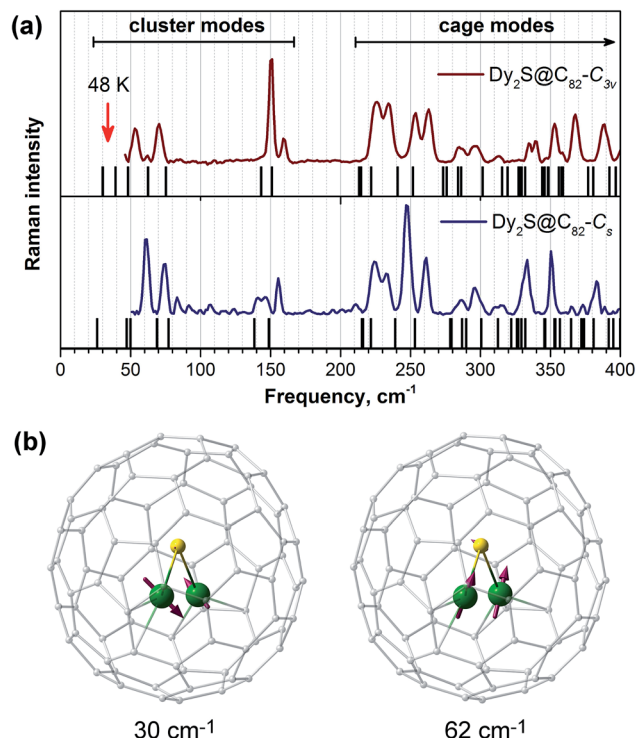 (a)
cluster modes
cage modes
48 K
Dy₂S@C₈₂-C₃ᵥ
Raman intensity
Dy₂S@C₈₂-Cₛ
0 50 100 150 200 250 300 350 400
Frequency, cm⁻¹
(b)
30 cm⁻¹
62 cm⁻¹